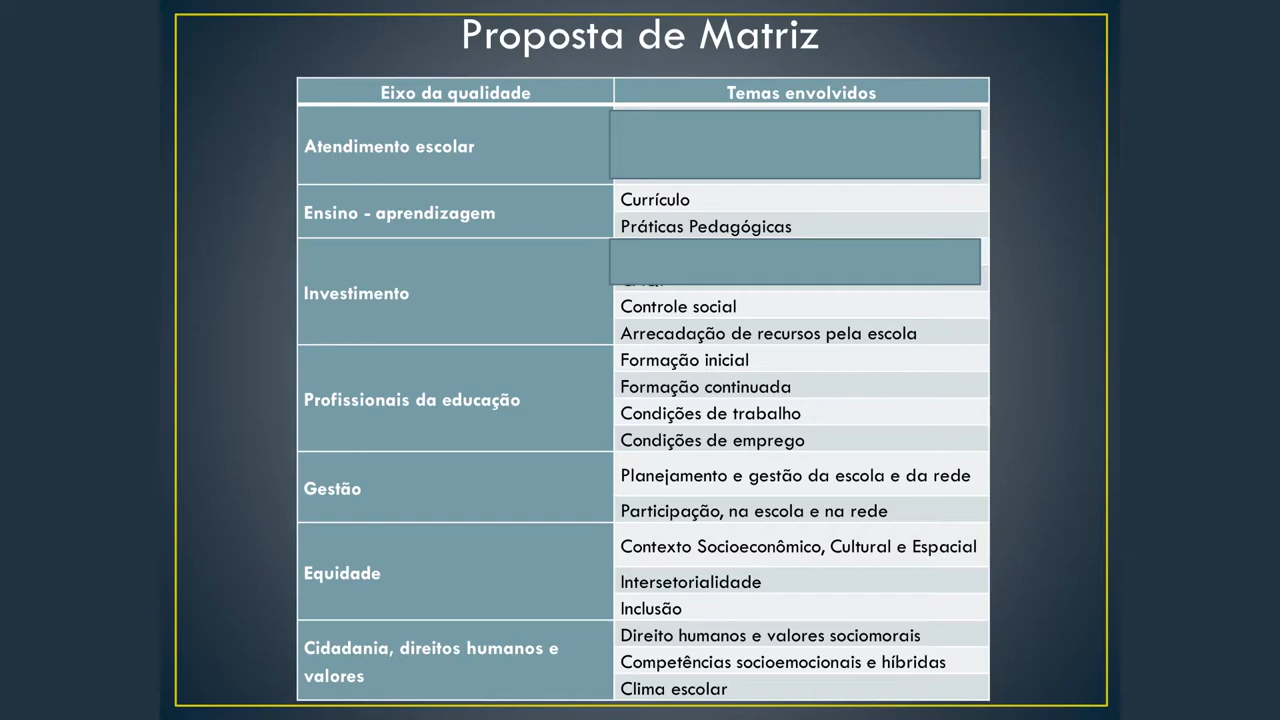 Proposta de Matriz
Eixo da qualidade
Temas envolvidos
Atendimento escolar
Ensino - aprendizagem
Currículo
Práticas Pedagógicas
Investimento
Controle social
Arrecadação de recursos pela escola
Profissionais da educação
Formação inicial
Formação continuada
Condições de trabalho
Condições de emprego
Gestão
Planejamento e gestão da escola e da rede
Participação, na escola e na rede
Equidade
Contexto Socioeconômico, Cultural e Espacial
Intersetorialidade
Inclusão
Cidadania, direitos humanos e
valores
Direito humanos e valores sociomorais
Competências socioemocionais e híbridas
Clima escolar